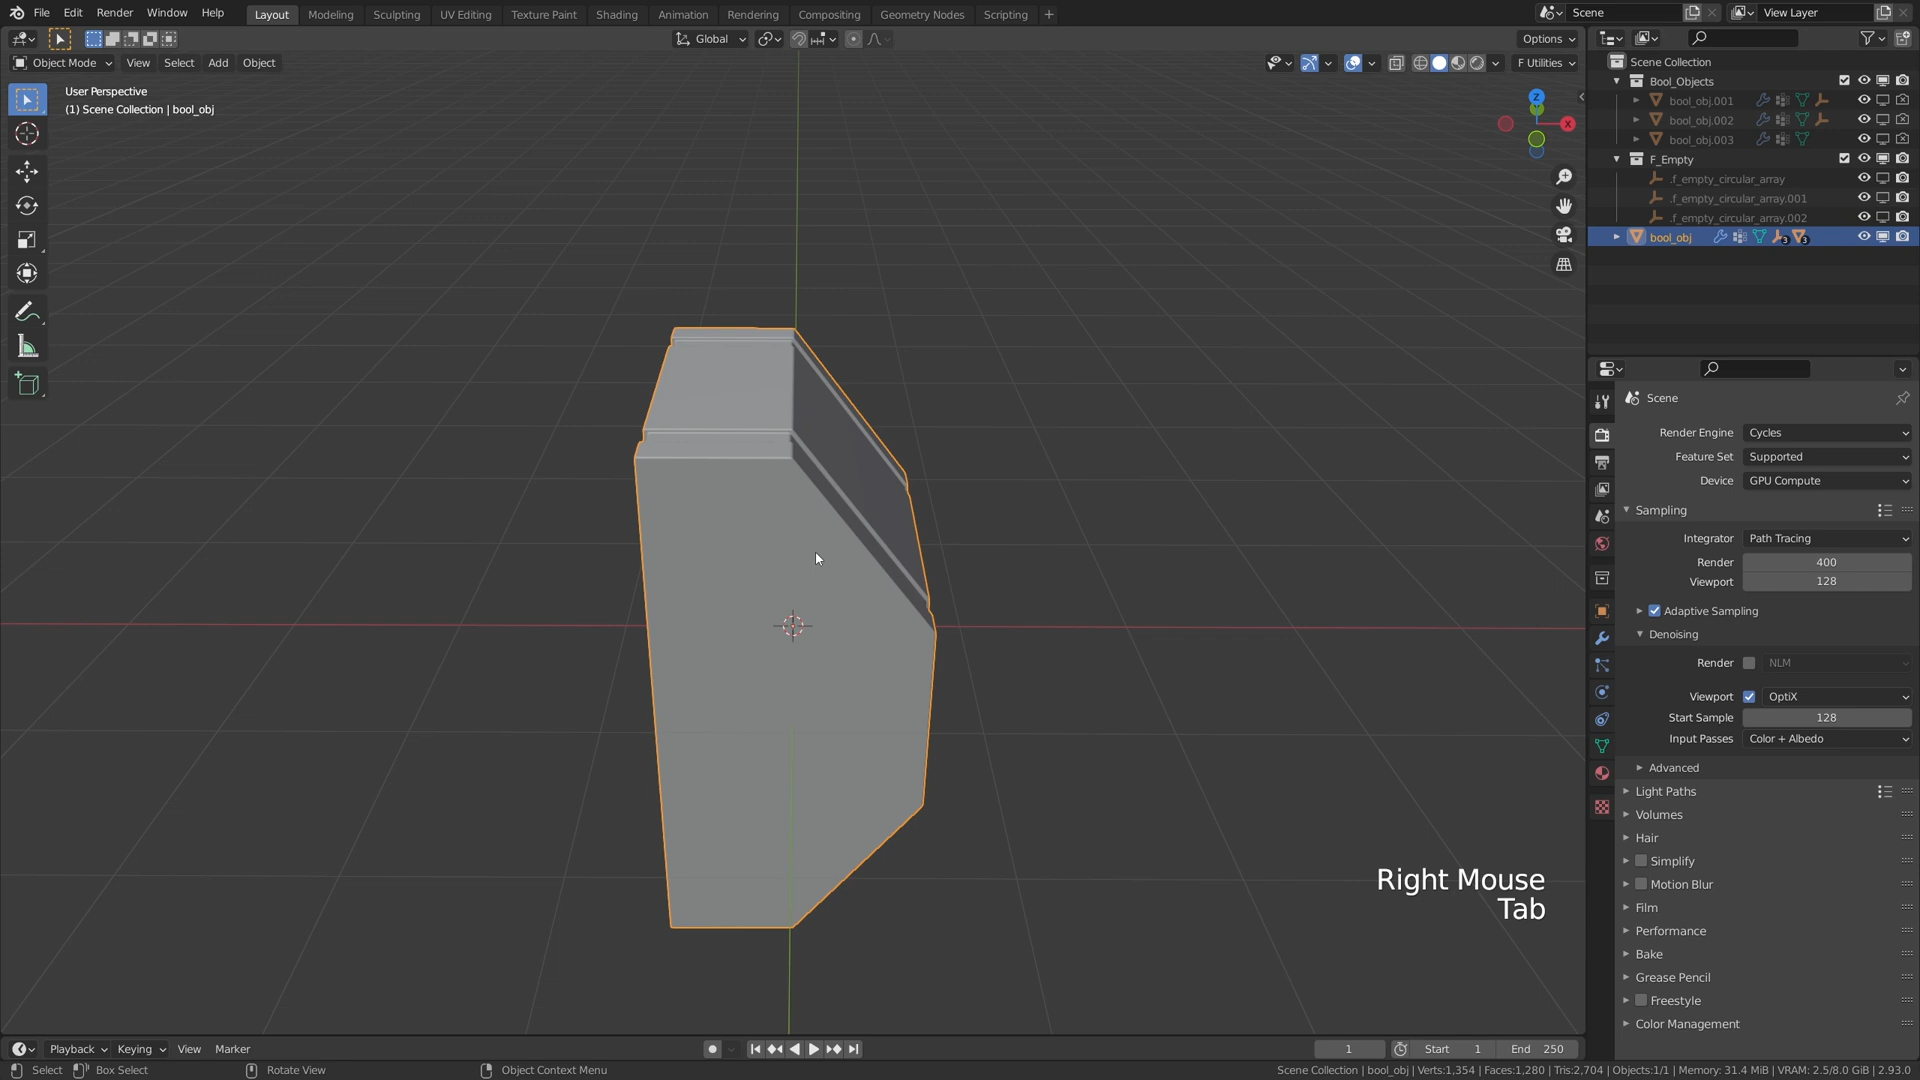 File Edit Render Window Help Layout Modeling Sculpting UV Editing Texture Paint Shading Animation Rendering Compositing Geometry Nodes Scripting + Scene View Layer
Global Options
Object Mode View Select Add Object F Utilities
User Perspective
(1) Scene Collection | bool_obj
Z
X
Scene Collection
Bool_Objects
bool_obj.001
bool_obj.002
bool_obj.003
F_Empty
.f_empty_circular_array
.f_empty_circular_array.001
.f_empty_circular_array.002
bool_obj 3 3
Scene
Render Engine Cycles
Feature Set Supported
Device GPU Compute
Sampling
Integrator Path Tracing
Render 400
Viewport 128
Adaptive Sampling
Denoising
Render NLM
Viewport OptiX
Start Sample 128
Input Passes Color + Albedo
Advanced
Light Paths
Volumes
Hair
Simplify
Motion Blur
Film
Performance
Bake
Grease Pencil
Freestyle
Color Management
Right Mouse
Tab
Playback Keying View Marker 1 Start 1 End 250
Select Box Select Rotate View Object Context Menu Scene Collection | bool_obj | Verts:1,354 | Faces:1,280 | Tris:2,704 | Objects:1/1 | Memory: 31.4 MiB | VRAM: 2.5/8.0 GiB | 2.93.0